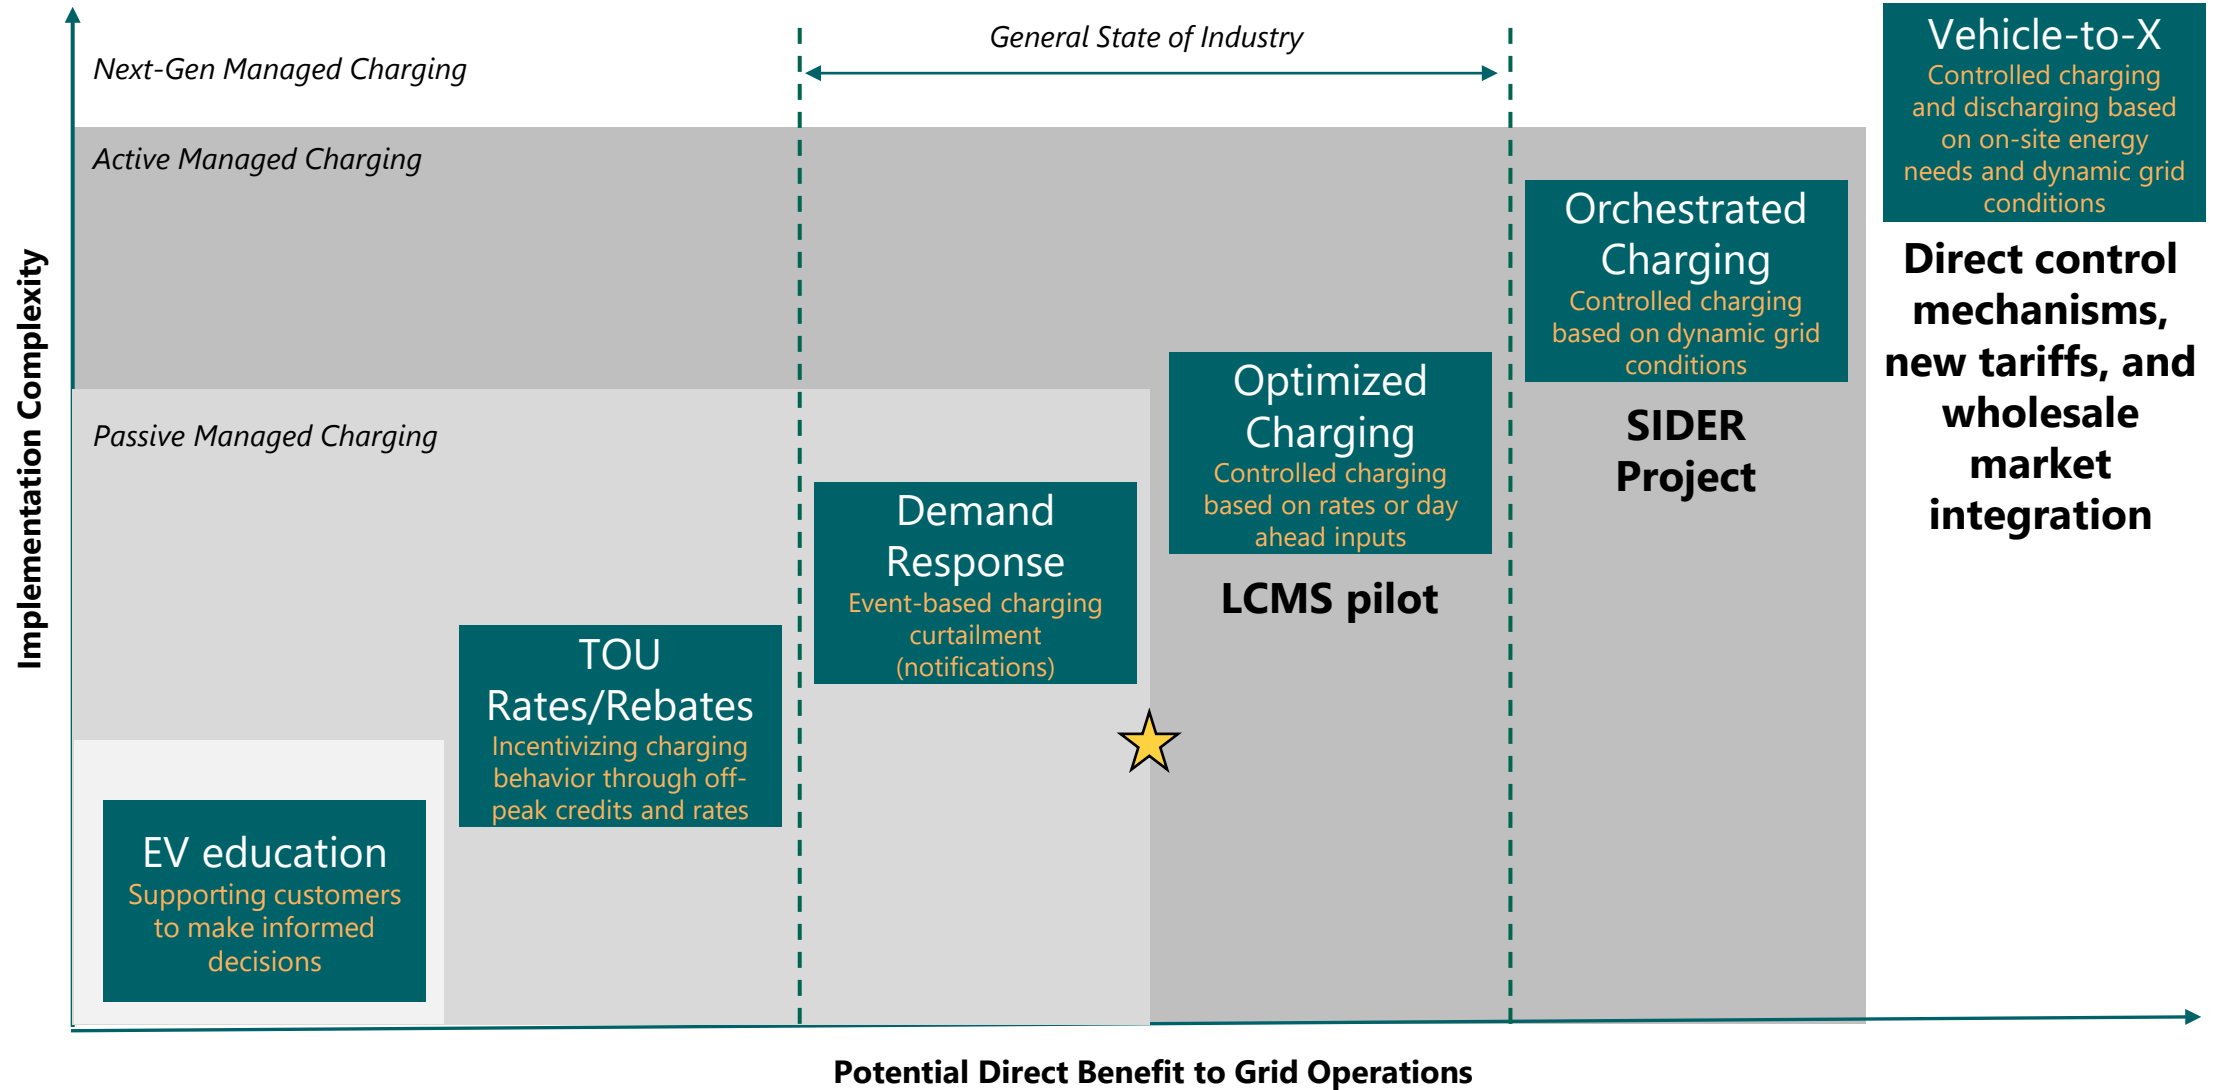 General State of Industry
Next-Gen Managed Charging
Active Managed Charging
Passive Managed Charging
Implementation Complexity
EV education
Supporting customers
to make informed
decisions
TOU
Rates/Rebates
Incentivizing charging
behavior through off-
peak credits and rates
Demand
Response
Event-based charging
curtailment
(notifications)
Optimized
Charging
Controlled charging
based on rates or day
ahead inputs
LCMS pilot
Orchestrated
Charging
Controlled charging
based on dynamic grid
conditions
SIDER
Project
Vehicle-to-X
Controlled charging
and discharging based
on on-site energy
needs and dynamic grid
conditions
Direct control
mechanisms,
new tariffs, and
wholesale
market
integration
Potential Direct Benefit to Grid Operations